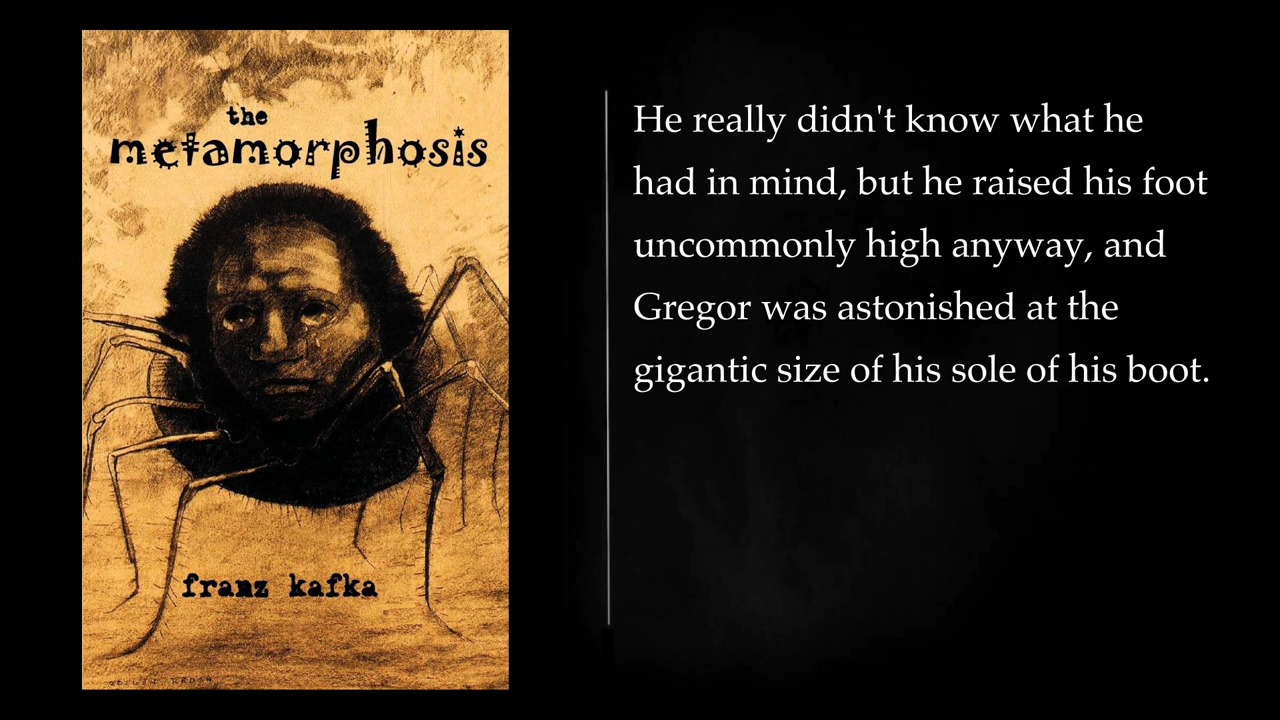 the
metamorphosis
franz kafka
He really didn't know what he
had in mind, but he raised his foot
uncommonly high anyway, and
Gregor was astonished at the
gigantic size of his sole of his boot.